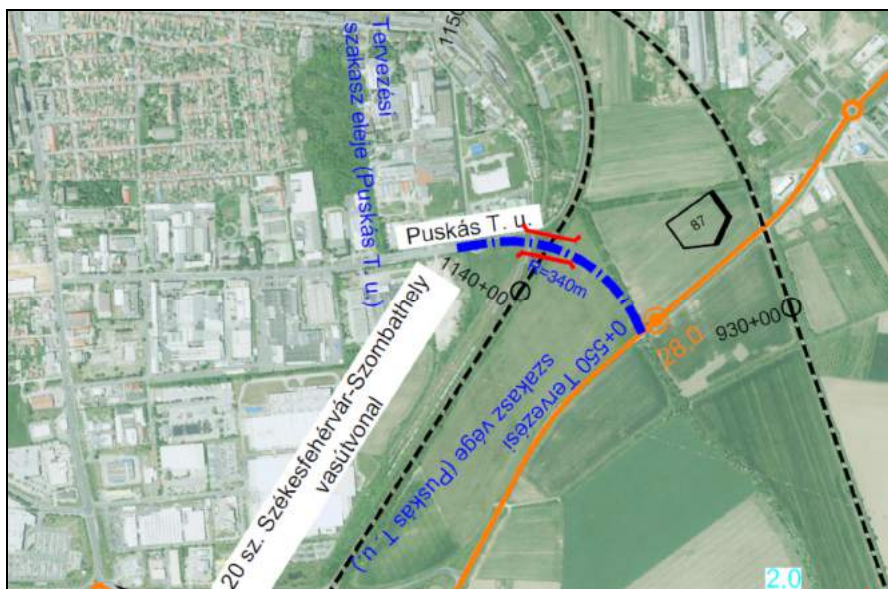 1150
Tervezési
szakasz eleje (Puskás T. u.)
Puskás T. u.
87
R=340m
1140+00
28.0
930+00
0+550 Tervezési
szakasz vége (Puskás T. u.)
20 sz. Székesfehérvár-Szombathely
vasútvonal
2.0